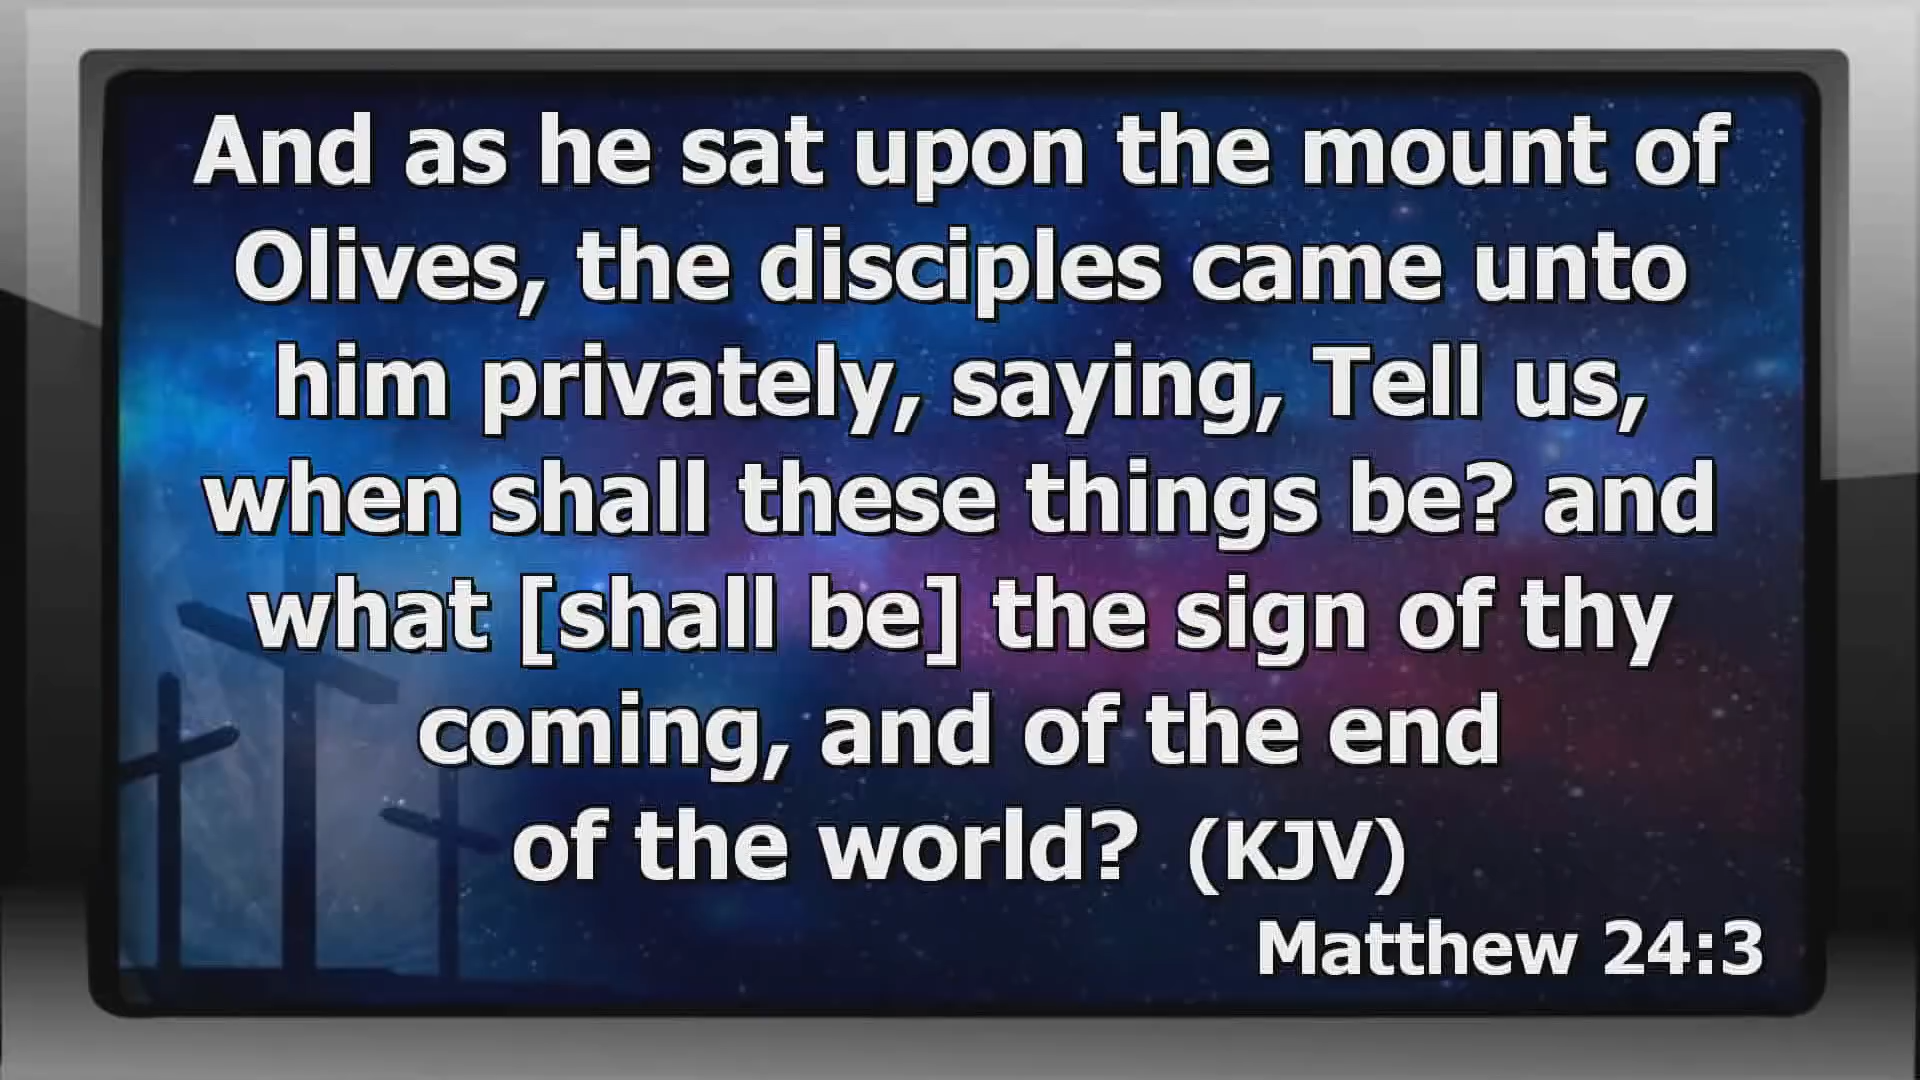 And as he sat upon the mount of
Olives, the disciples came unto
him privately, saying, Tell us,
when shall these things be? and
what [shall be] the sign of thy
coming, and of the end
of the world? (KJV)
Matthew 24:3